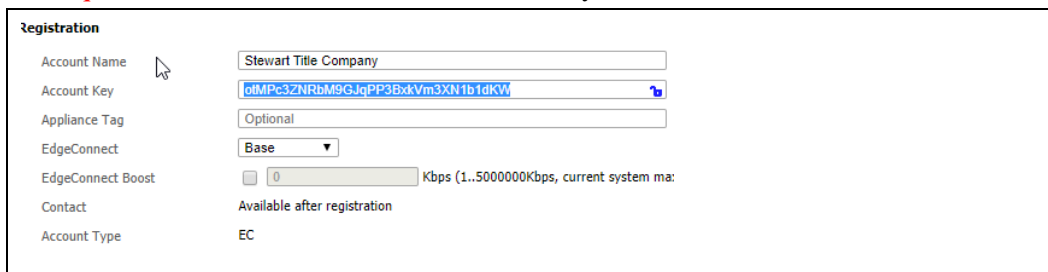 Registration
Account Name Stewart Title Company
Account Key otMPc3ZNRbM9GJqPP3BxkVm3XN1b1dKW
Appliance Tag Optional
EdgeConnect Base
EdgeConnect Boost 0 Kbps (1..5000000Kbps, current system ma:
Contact Available after registration
Account Type EC